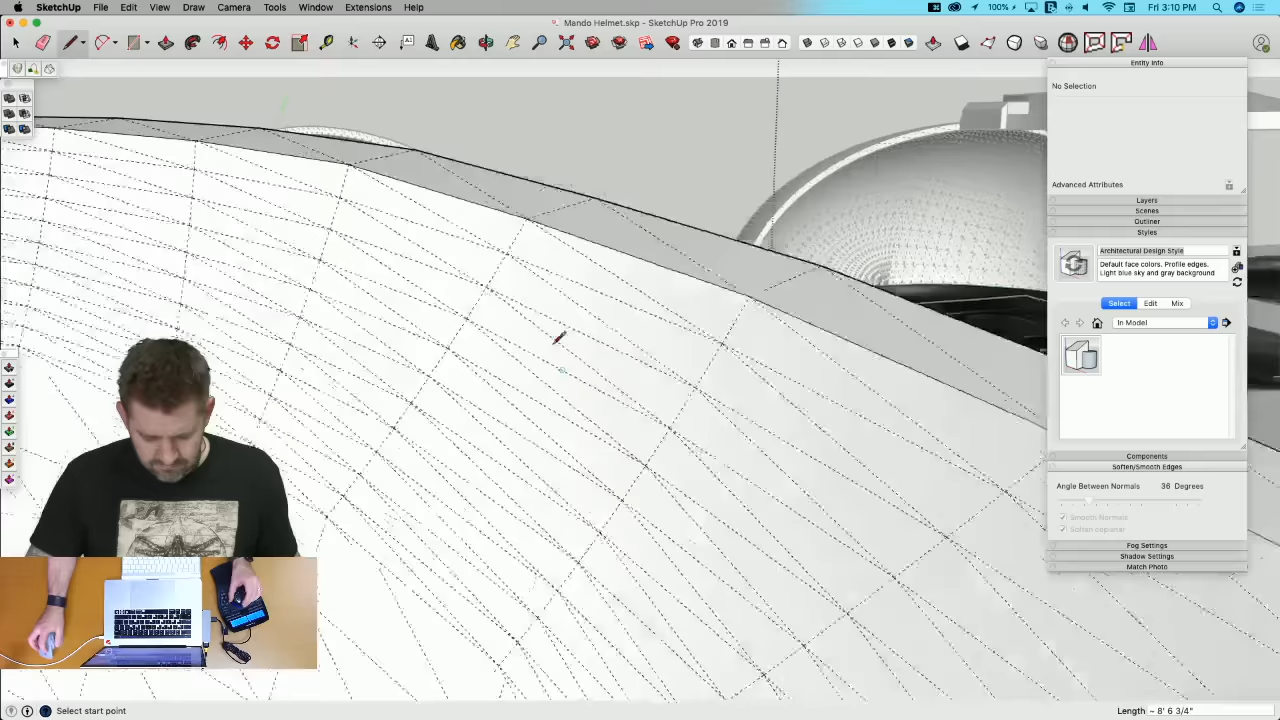 SketchUp File Edit View Draw Camera Tools Window Extensions Help
100% Fri 3:10 PM
Mando Helmet.skp - SketchUp Pro 2019
Entity Info
No Selection
Advanced Attributes
Layers
Scenes
Outliner
Styles
Architectural Design Style
Default face colors. Profile edges.
Light blue sky and gray background
Select Edit Mix
In Model
Components
Soften/Smooth Edges
Angle Between Normals 36 Degrees
Smooth Normals
Soften coplanar
Fog Settings
Shadow Settings
Match Photo
Select start point
Length ~ 8' 6 3/4"